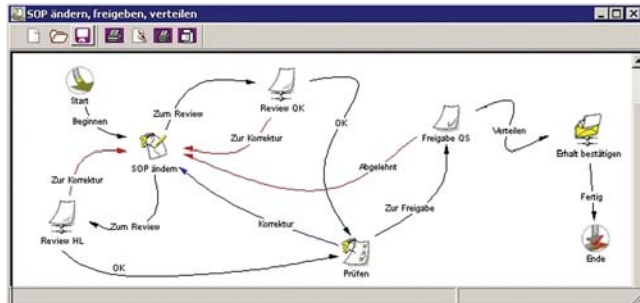 SOP ändern, freigeben, verteilen
Start
Beginnen
Zum Review
Review QK
Zur Korrektur
OK
Freigabe QS
Verteilen
Erhalt bestätigen
SOP ändern
Abgelehnt
Zur Korrektur
Zum Review
Korrektur
Zur Freigabe
Fertig
Review HL
OK
Prüfen
Ende